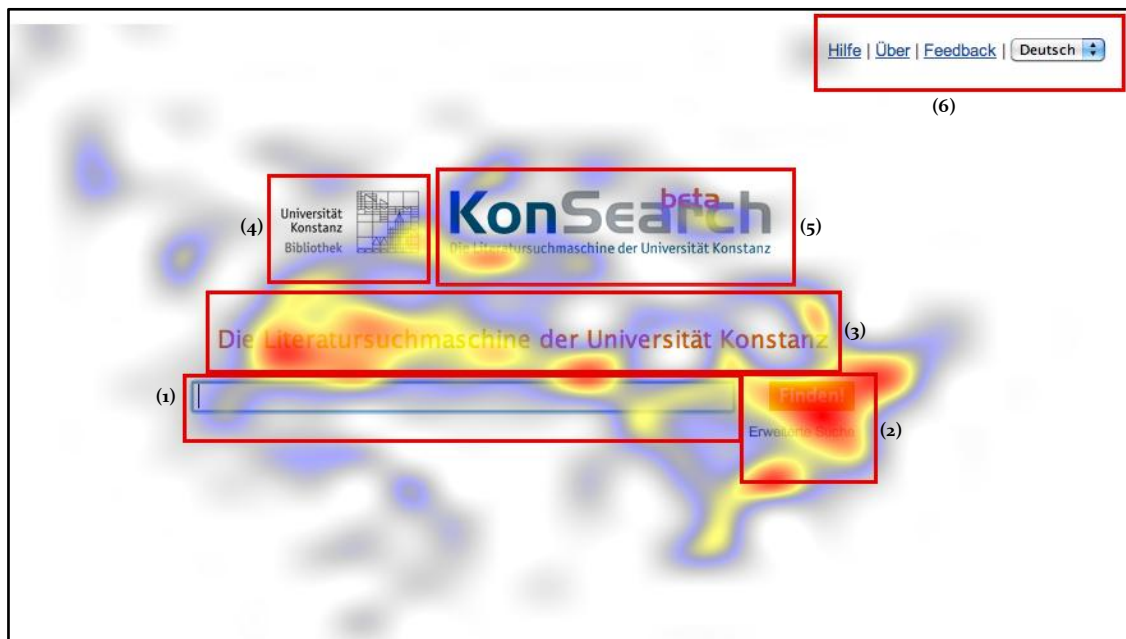 Hilfe | Über | Feedback | Deutsch
(6)
(4)
Universität
Konstanz
Bibliothek
KonSearch
beta
Die Literatursuchmaschine der Universität Konstanz
(5)
Die Literatursuchmaschine der Universität Konstanz
(3)
(1)
Finden!
Erweiterte Suche
(2)